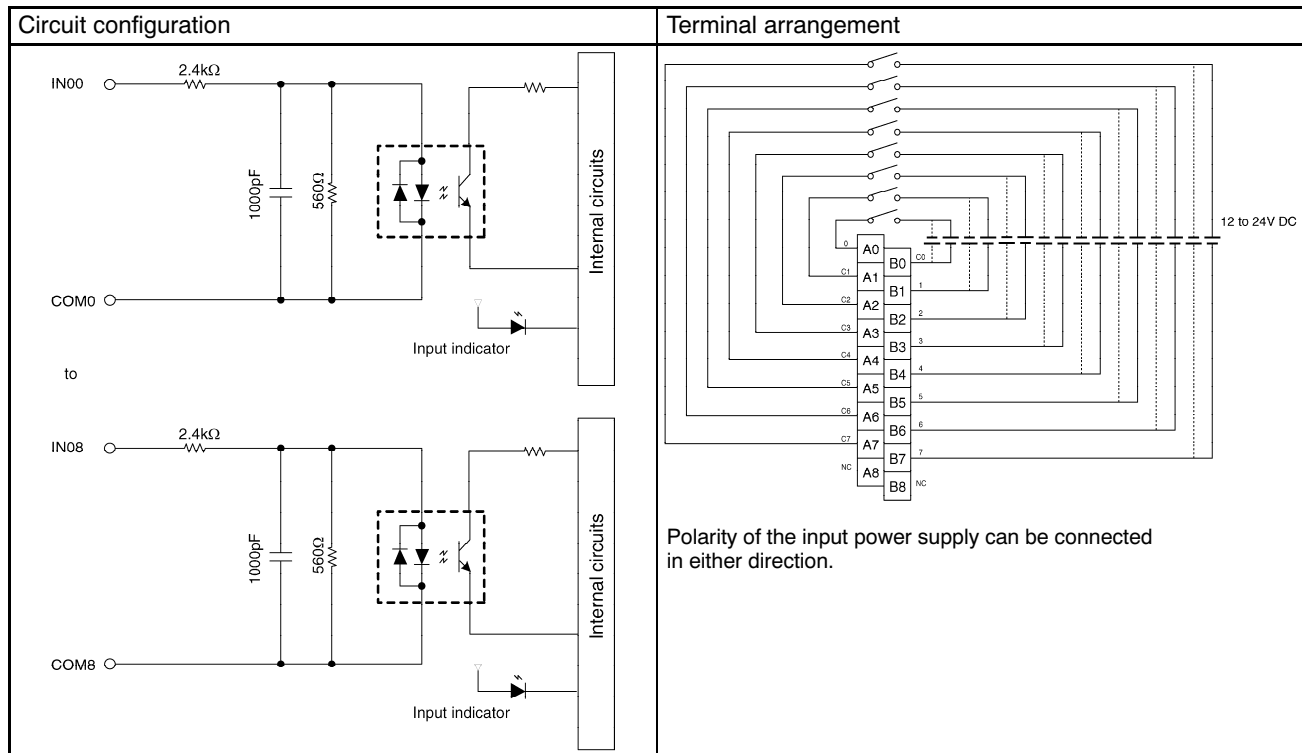 Circuit configuration
Terminal arrangement
IN00
2.4kΩ
1000pF
560Ω
Internal circuits
COM0
Input indicator
to
IN08
2.4kΩ
1000pF
560Ω
Internal circuits
COM8
Input indicator
12 to 24V DC
0 A0
B0 C0
C1 A1
B1 1
C2 A2
B2 2
C3 A3
B3 3
C4 A4
B4 4
C5 A5
B5 5
C6 A6
B6 6
C7 A7
B7 7
NC A8
B8 NC
Polarity of the input power supply can be connected
in either direction.